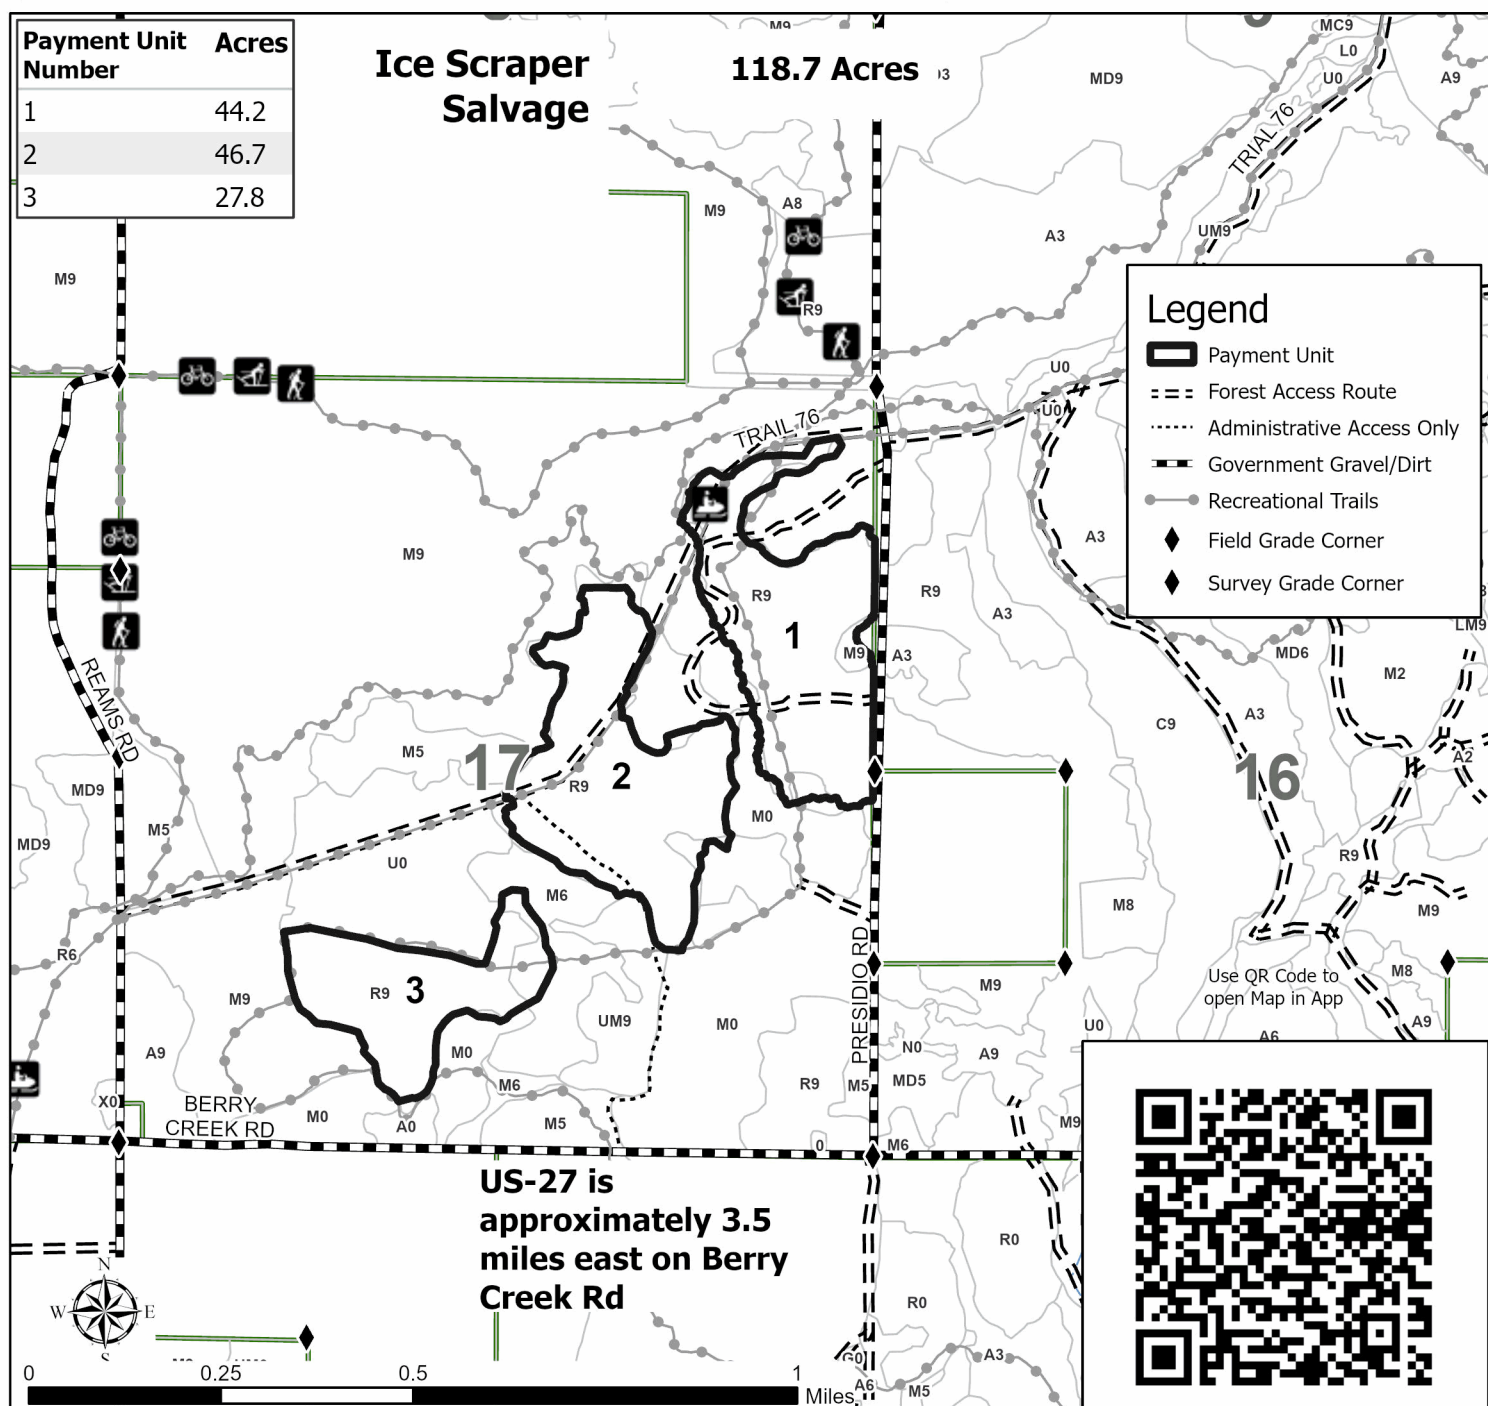 Payment Unit Number Acres
1 44.2
2 46.7
3 27.8
Ice Scraper
Salvage
118.7 Acres
M9
MC9
L0
U0
A9
MD9
TRIAL 76
UM9
A3
M9
A8
R9
M9
Legend
Payment Unit
Forest Access Route
Administrative Access Only
Government Gravel/Dirt
Recreational Trails
Field Grade Corner
Survey Grade Corner
U0
U0
TRAIL 76
M9
A3
R9
1
M9
A3
R9
A3
LM9
MD6
M2
REAMS RD
M5
17
R9
2
C9
A3
16
A2
MD9
MD9
M5
M0
U0
R9
M6
M8
M9
R6
R9
3
M9
UM9
M0
PRESIDIO RD
M9
M8
A9
Use QR Code to
open Map in App
A6
U0
A9
M0
M6
N0
A9
MD5
R9
M5
M9
X0
BERRY
CREEK RD
M0
A0
M5
0
M6
US-27 is
approximately 3.5
miles east on Berry
Creek Rd
R0
R0
N
W E
S
G0
A3
A6
M5
0 0.25 0.5 1
Miles